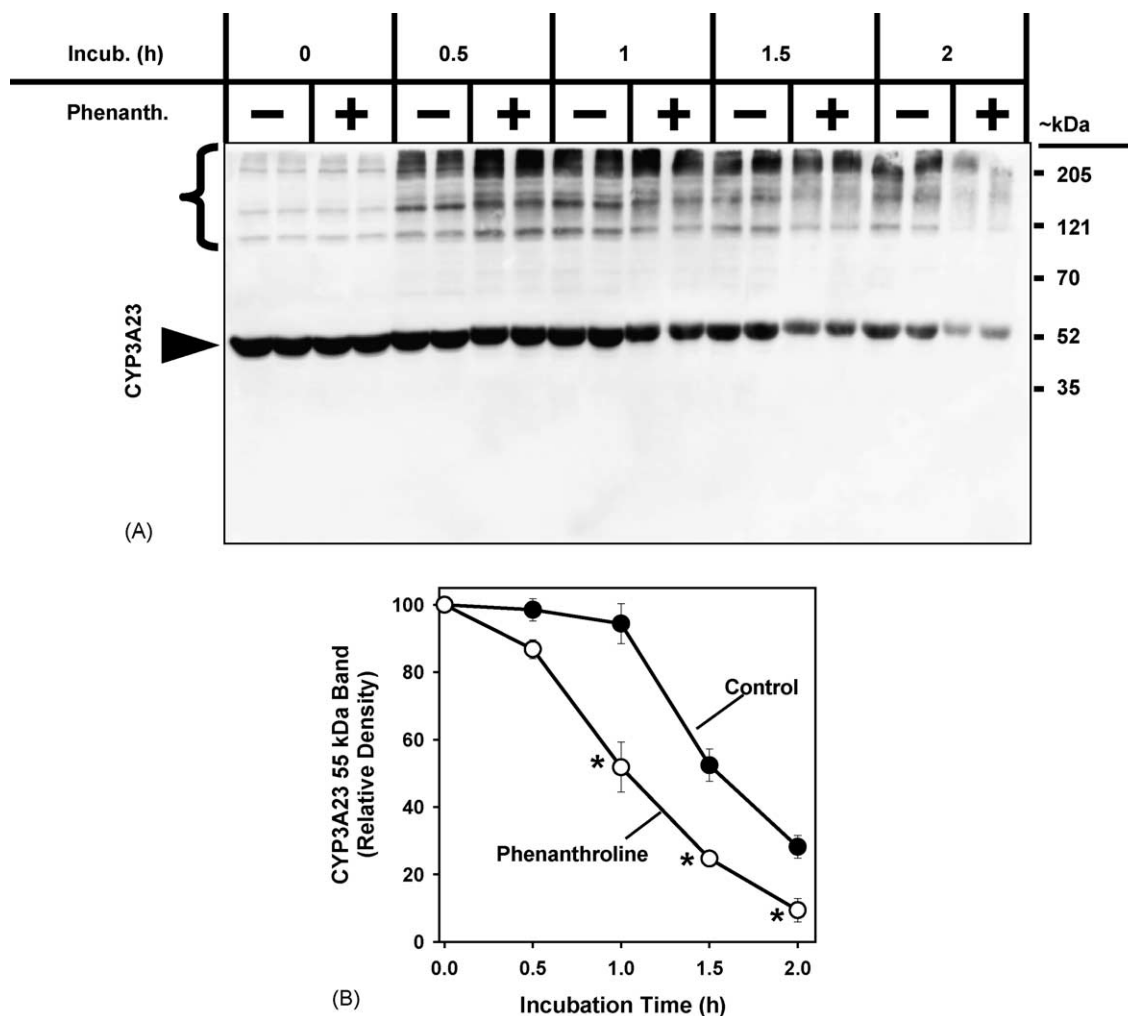 Incub. (h) 0 0.5 1 1.5 2
Phenanth. − + − + − + − + − + ~kDa
205
121
70
CYP3A23
52
35
(A)
100
80
60
40
20
0
CYP3A23 55 kDa Band
(Relative Density)
Control
*
Phenanthroline
*
*
0.0 0.5 1.0 1.5 2.0
Incubation Time (h)
(B)